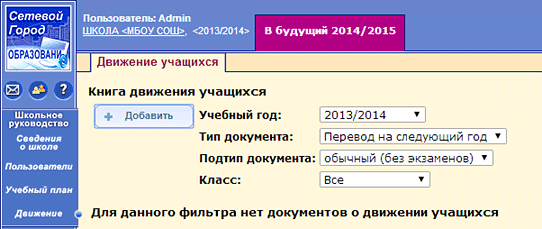 Сетевой
Город
ОБРАЗОВАНИ
Пользователь: Admin
ШКОЛА <МБОУ СОШ>, <2013/2014>
В будущий 2014/2015
Движение учащихся
?
Школьное
руководство
Сведения
о школе
Пользователи
Учебный план
Движение
Книга движения учащихся
+ Добавить
Учебный год: 2013/2014
Тип документа: Перевод на следующий год
Подтип документа: обычный (без экзаменов)
Класс: Все
Для данного фильтра нет документов о движении учащихся